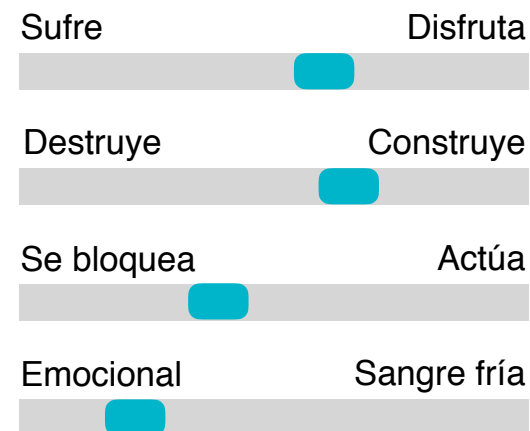 Sufre Disfruta
Destruye Construye
Se bloquea Actúa
Emocional Sangre fría